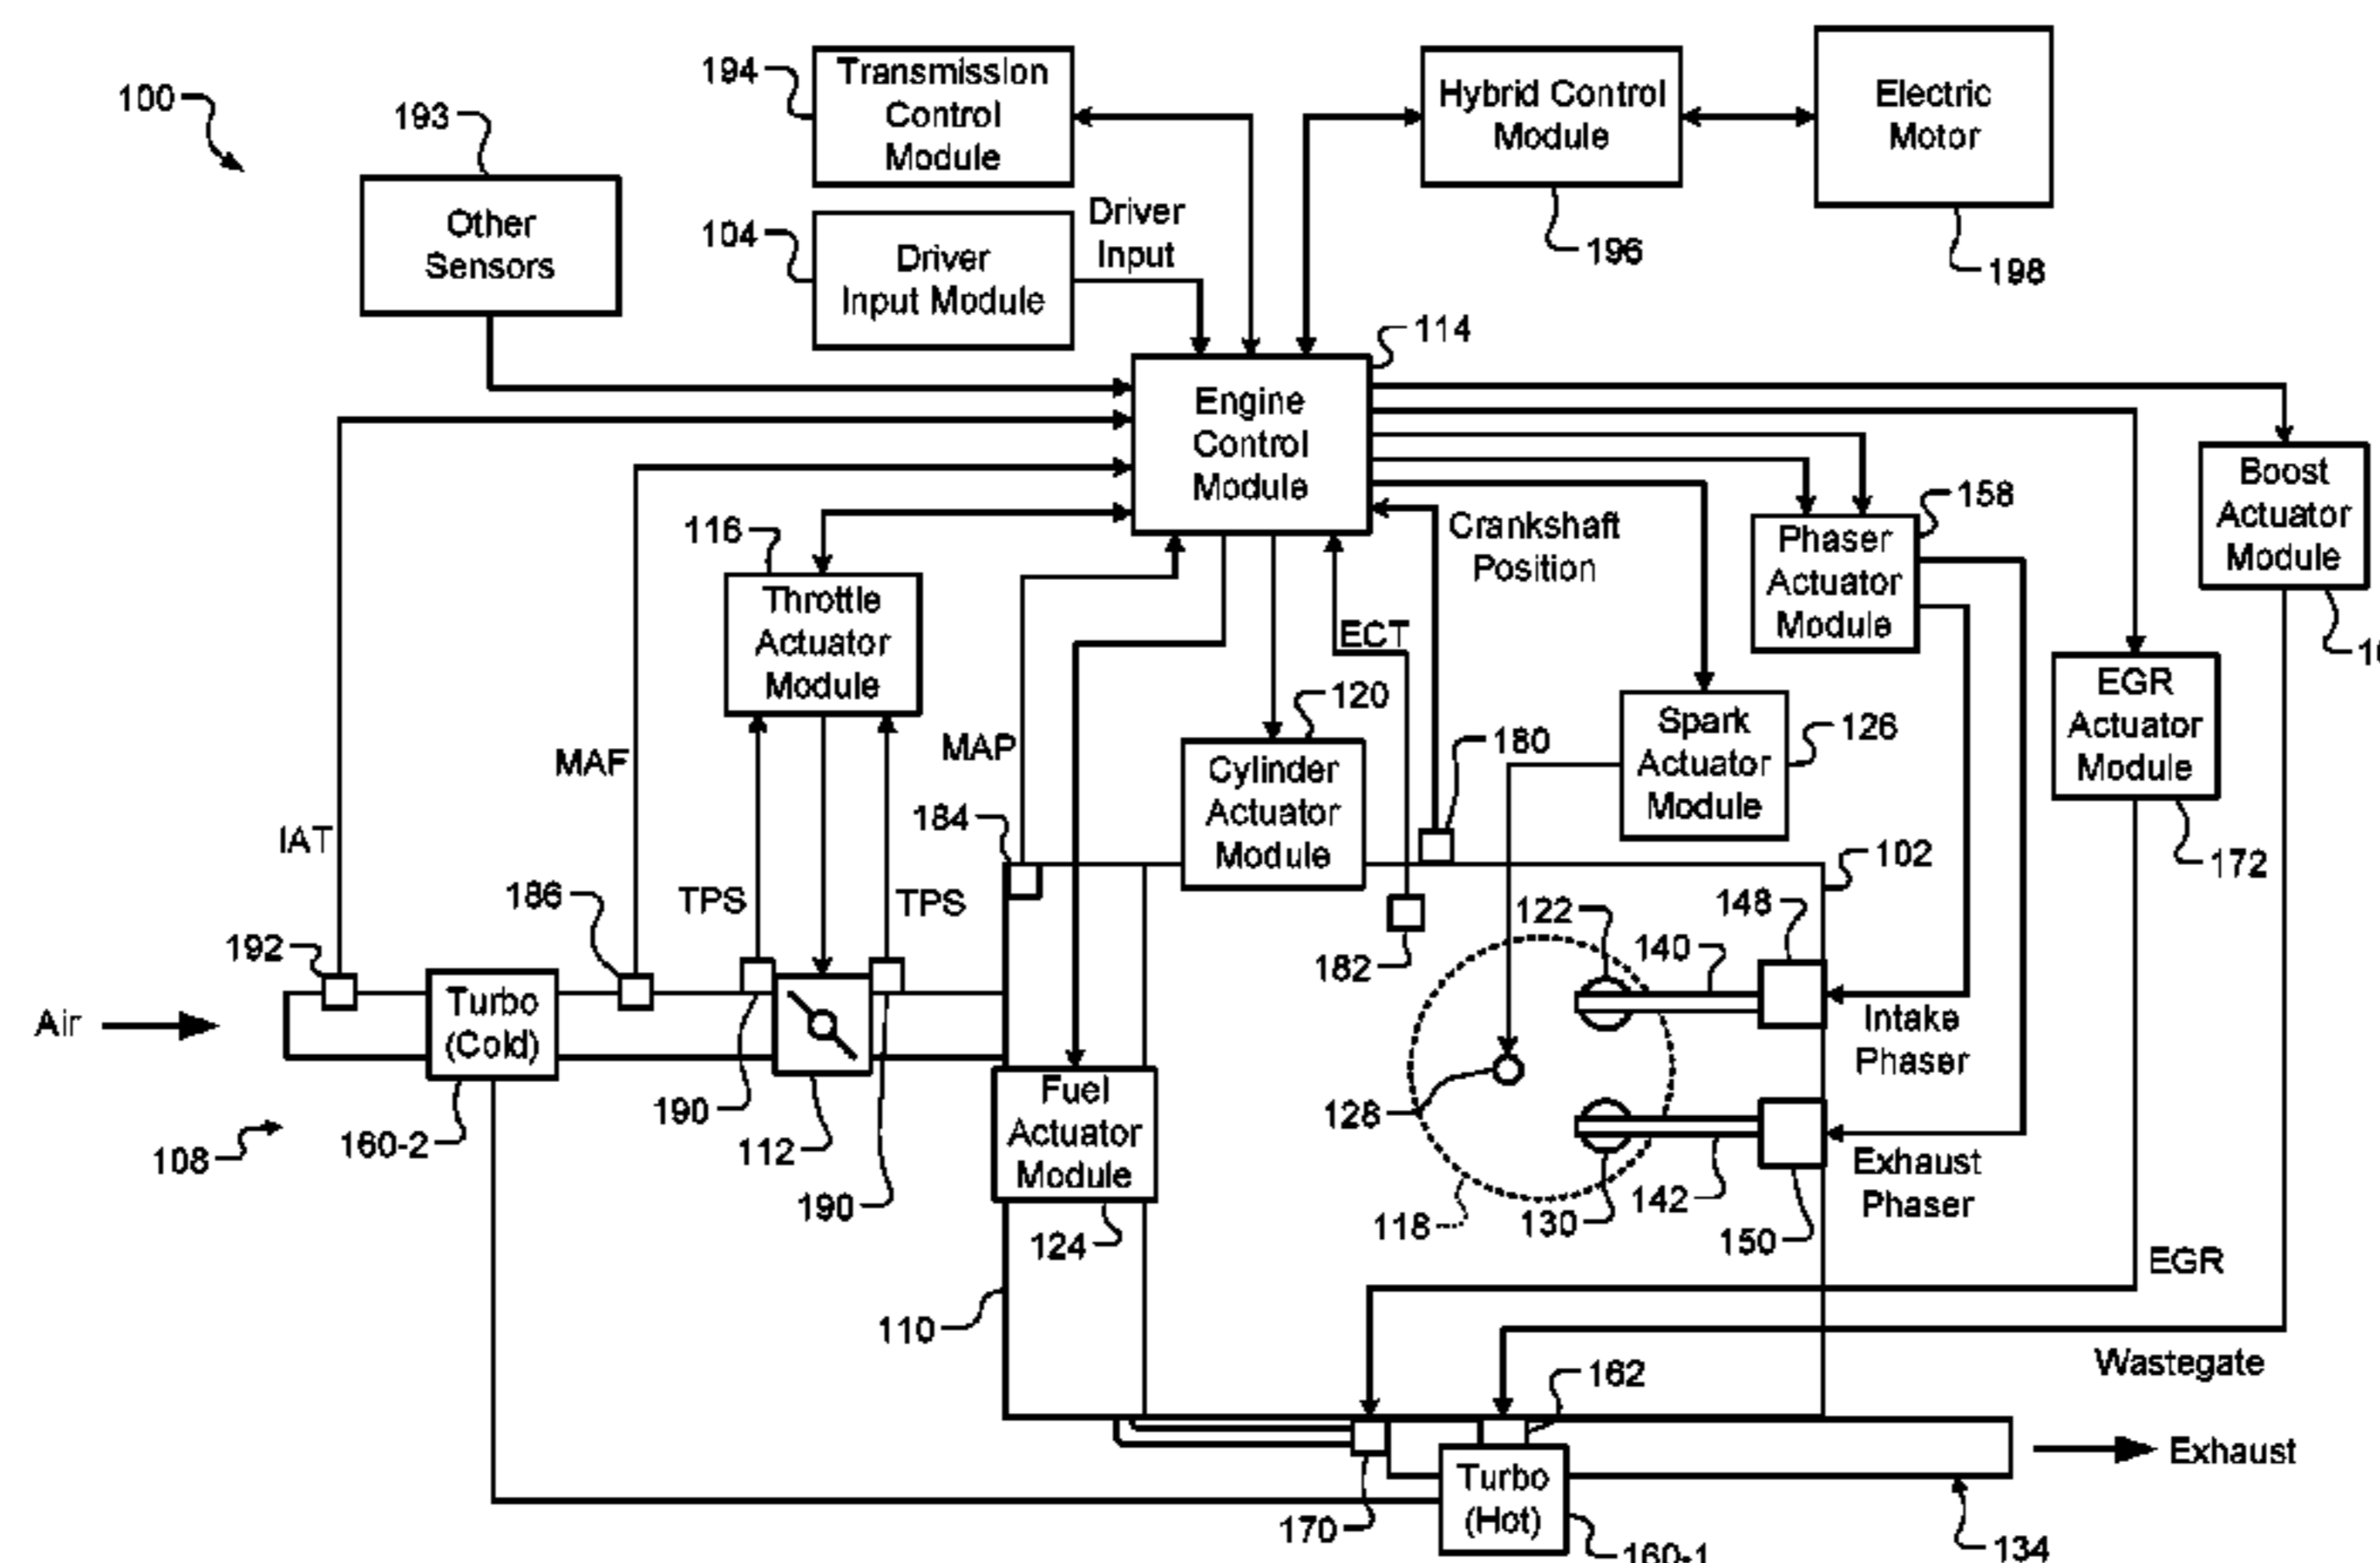 100
193
Other
Sensors
194
Transmission
Control
Module
104
Driver
Input Module
Driver
Input
Hybrid Control
Module
196
Electric
Motor
198
114
Engine
Control
Module
Crankshaft
Position
158
Phaser
Actuator
Module
Boost
Actuator
Module
116
Throttle
Actuator
Module
ECT
120
Cylinder
Actuator
Module
180
Spark
Actuator
Module
126
EGR
Actuator
Module
172
IAT
MAF
TPS
TPS
MAP
184
102
192
186
182
122
140
148
Air
Turbo
(Cold)
Intake
Phaser
108
160-2
190
112
190
Fuel
Actuator
Module
124
128
118
130
142
150
Exhaust
Phaser
110
EGR
Wastegate
162
Turbo
(Hot)
170
160-1
Exhaust
134